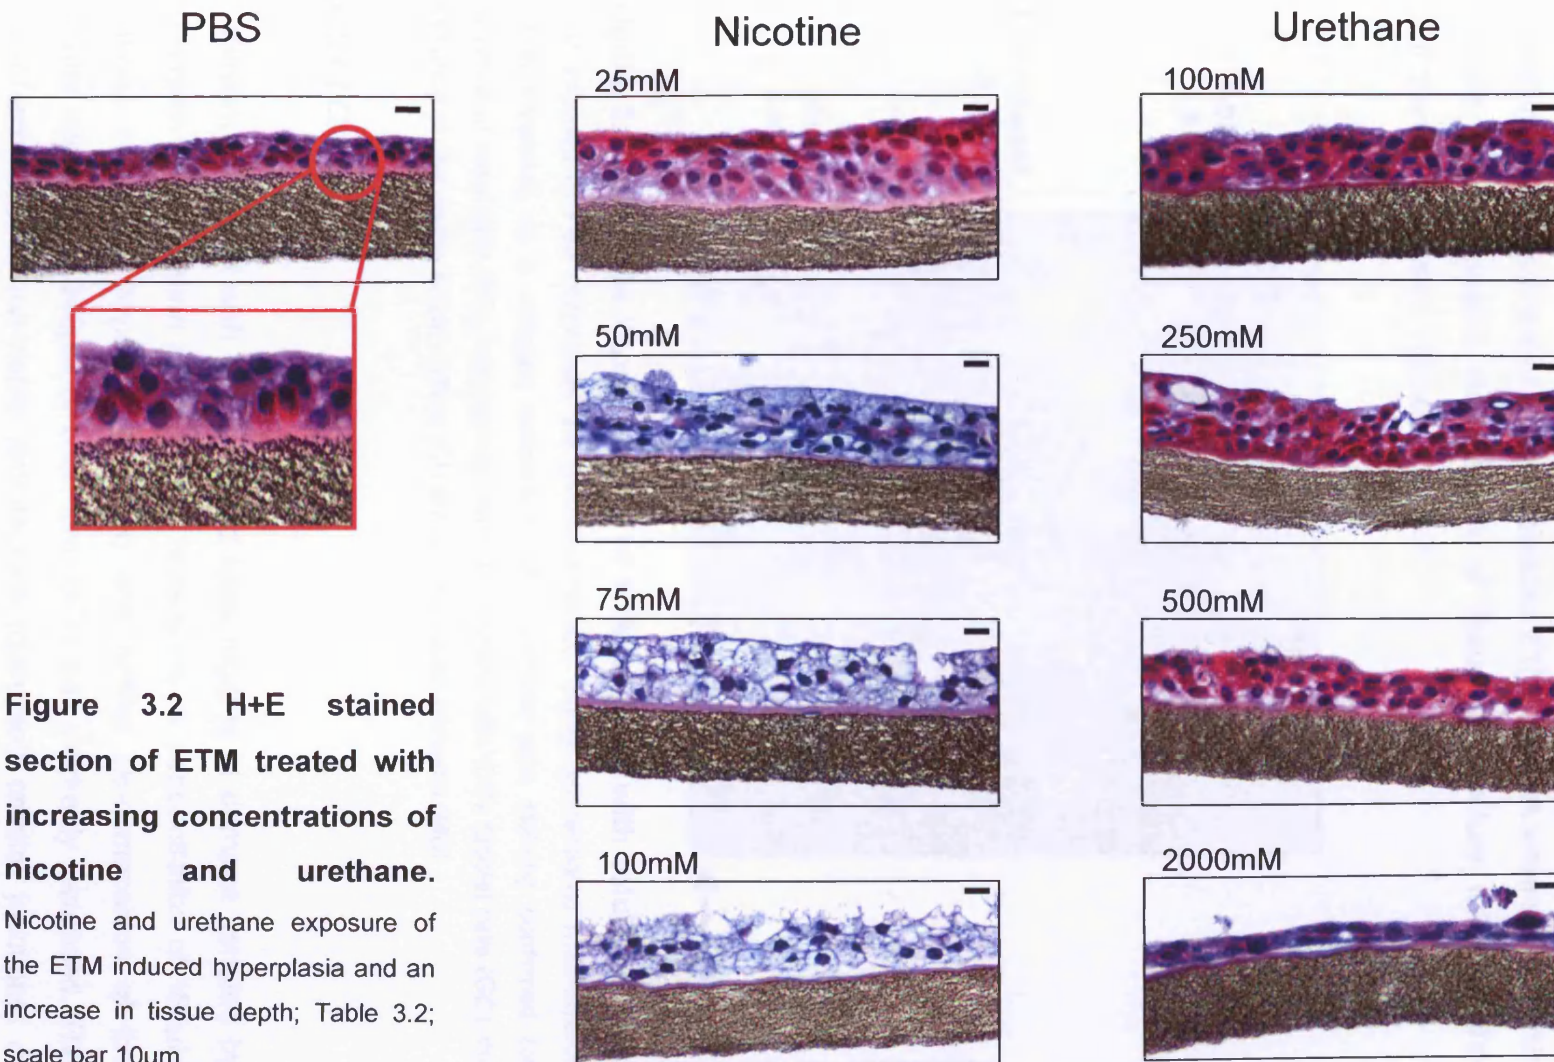 PBS
Nicotine
Urethane
25mM
100mM
50mM
250mM
75mM
500mM
100mM
2000mM
Figure 3.2 H+E stained
section of ETM treated with
increasing concentrations of
nicotine and urethane.
Nicotine and urethane exposure of
the ETM induced hyperplasia and an
increase in tissue depth; Table 3.2;
scale bar 10µm